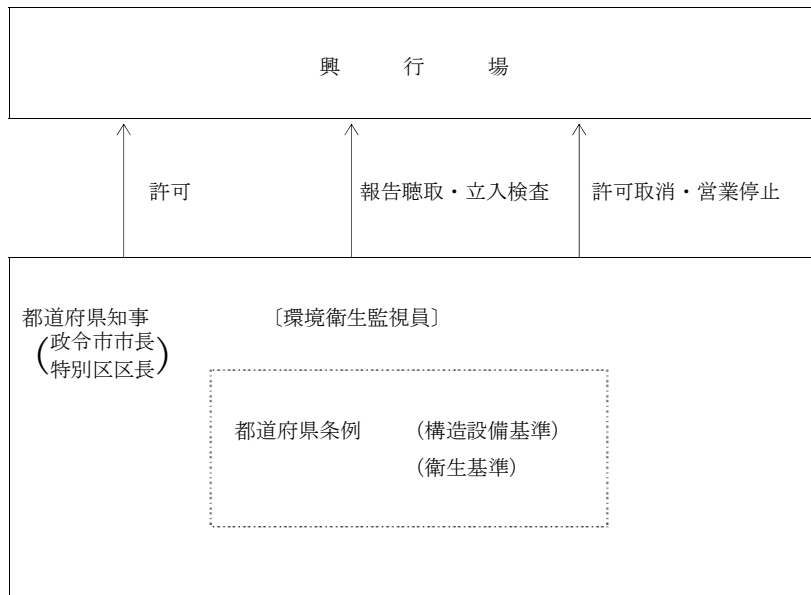 興行場
許可
報告聴取・立入検査
許可取消・営業停止
都道府県知事
(政令市市長
特別区区長)
〔環境衛生監視員〕
都道府県条例 (構造設備基準)
(衛生基準)